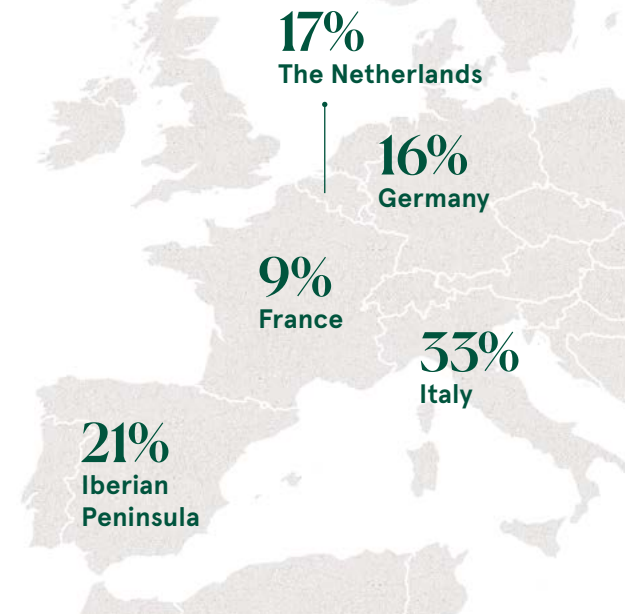 17%
The Netherlands
16%
Germany
9%
France
33%
Italy
21%
Iberian
Peninsula